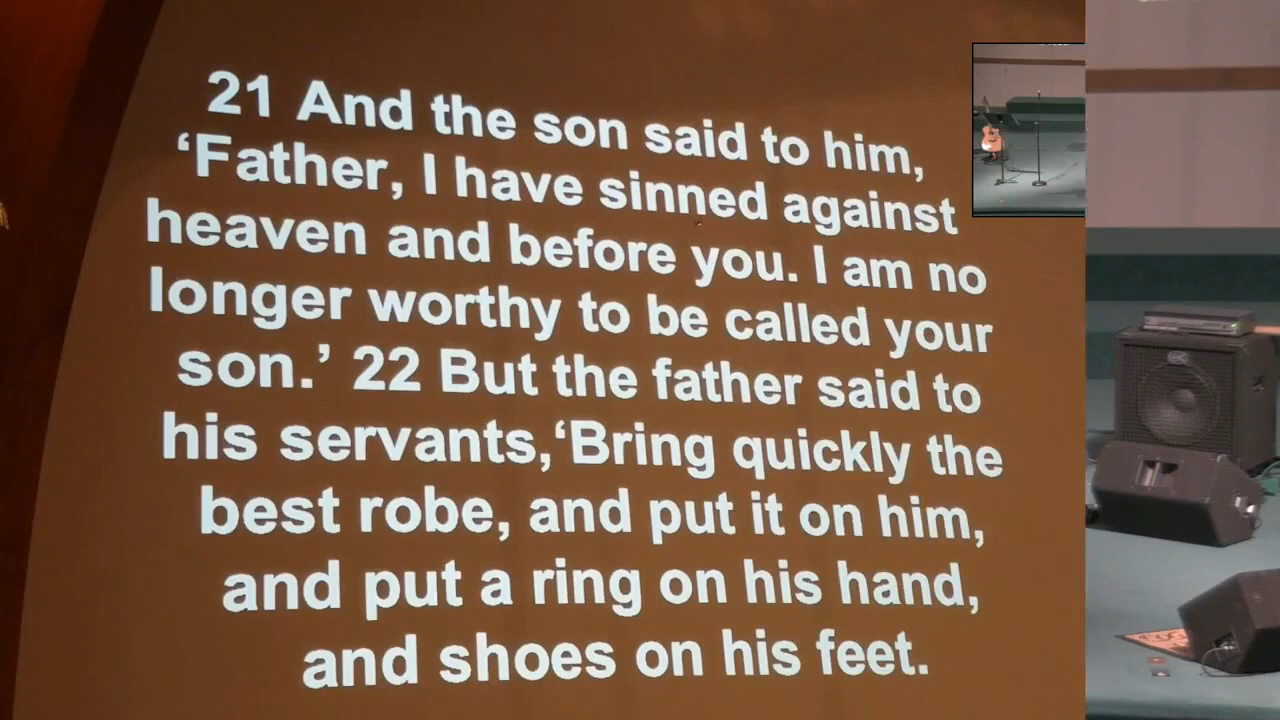 21 And the son said to him,
‘Father, I have sinned against
heaven and before you. I am no
longer worthy to be called your
son.’ 22 But the father said to
his servants,‘Bring quickly the
best robe, and put it on him,
and put a ring on his hand,
and shoes on his feet.